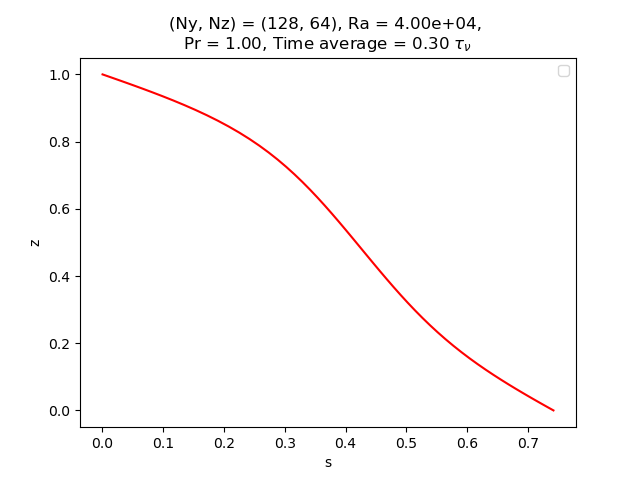 (Ny, Nz) = (128, 64), Ra = 4.00e+04,
Pr = 1.00, Time average = 0.30 τν
1.0
0.8
0.6
0.4
0.2
0.0
z
0.0 0.1 0.2 0.3 0.4 0.5 0.6 0.7
s